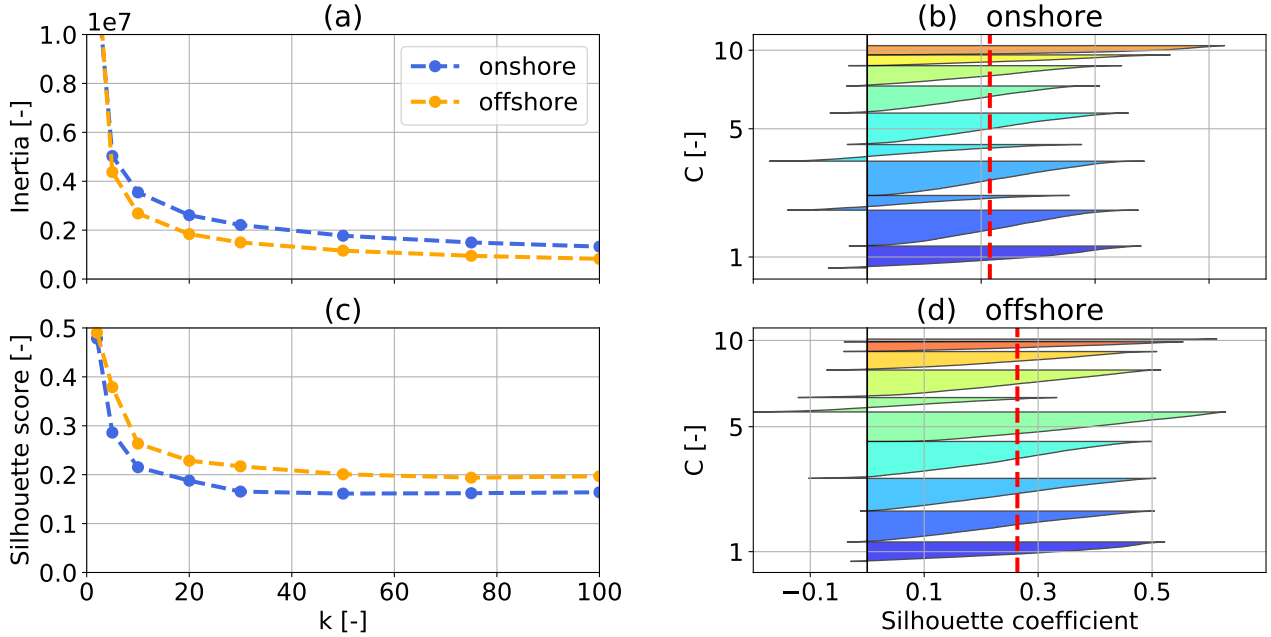 (a)
1e7
1.0
0.8
0.6
0.4
0.2
0.0
Inertia [-]
onshore
offshore
(b) onshore
10
5
1
C [-]
(c)
0.5
0.4
0.3
0.2
0.1
0.0
Silhouette score [-]
0 20 40 60 80 100
k [-]
(d) offshore
10
5
1
C [-]
−0.1 0.1 0.3 0.5
Silhouette coefficient